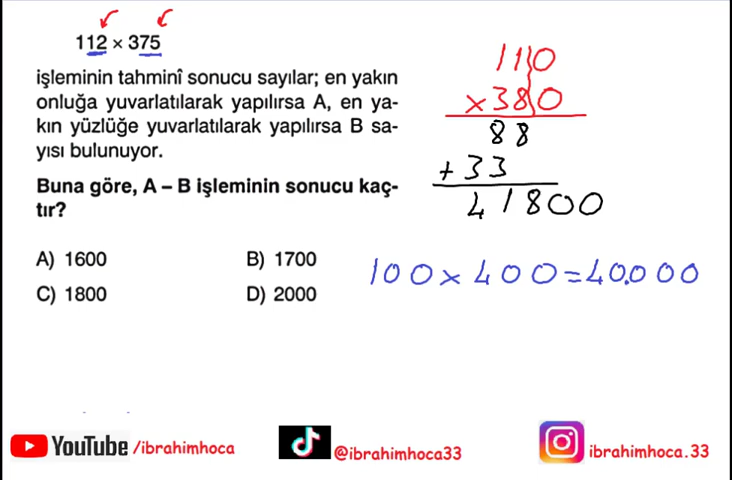 112 × 375
işleminin tahminî sonucu sayılar; en yakın
onluğa yuvarlatılarak yapılırsa A, en ya-
kın yüzlüğe yuvarlatılarak yapılırsa B sa-
yısı bulunuyor.
Buna göre, A – B işleminin sonucu kaç-
tır?
A) 1600 B) 1700
C) 1800 D) 2000
110
×380
88
+33
41800
100×400=40.000
YouTube /ibrahimhoca
@ibrahimhoca33
ibrahimhoca.33